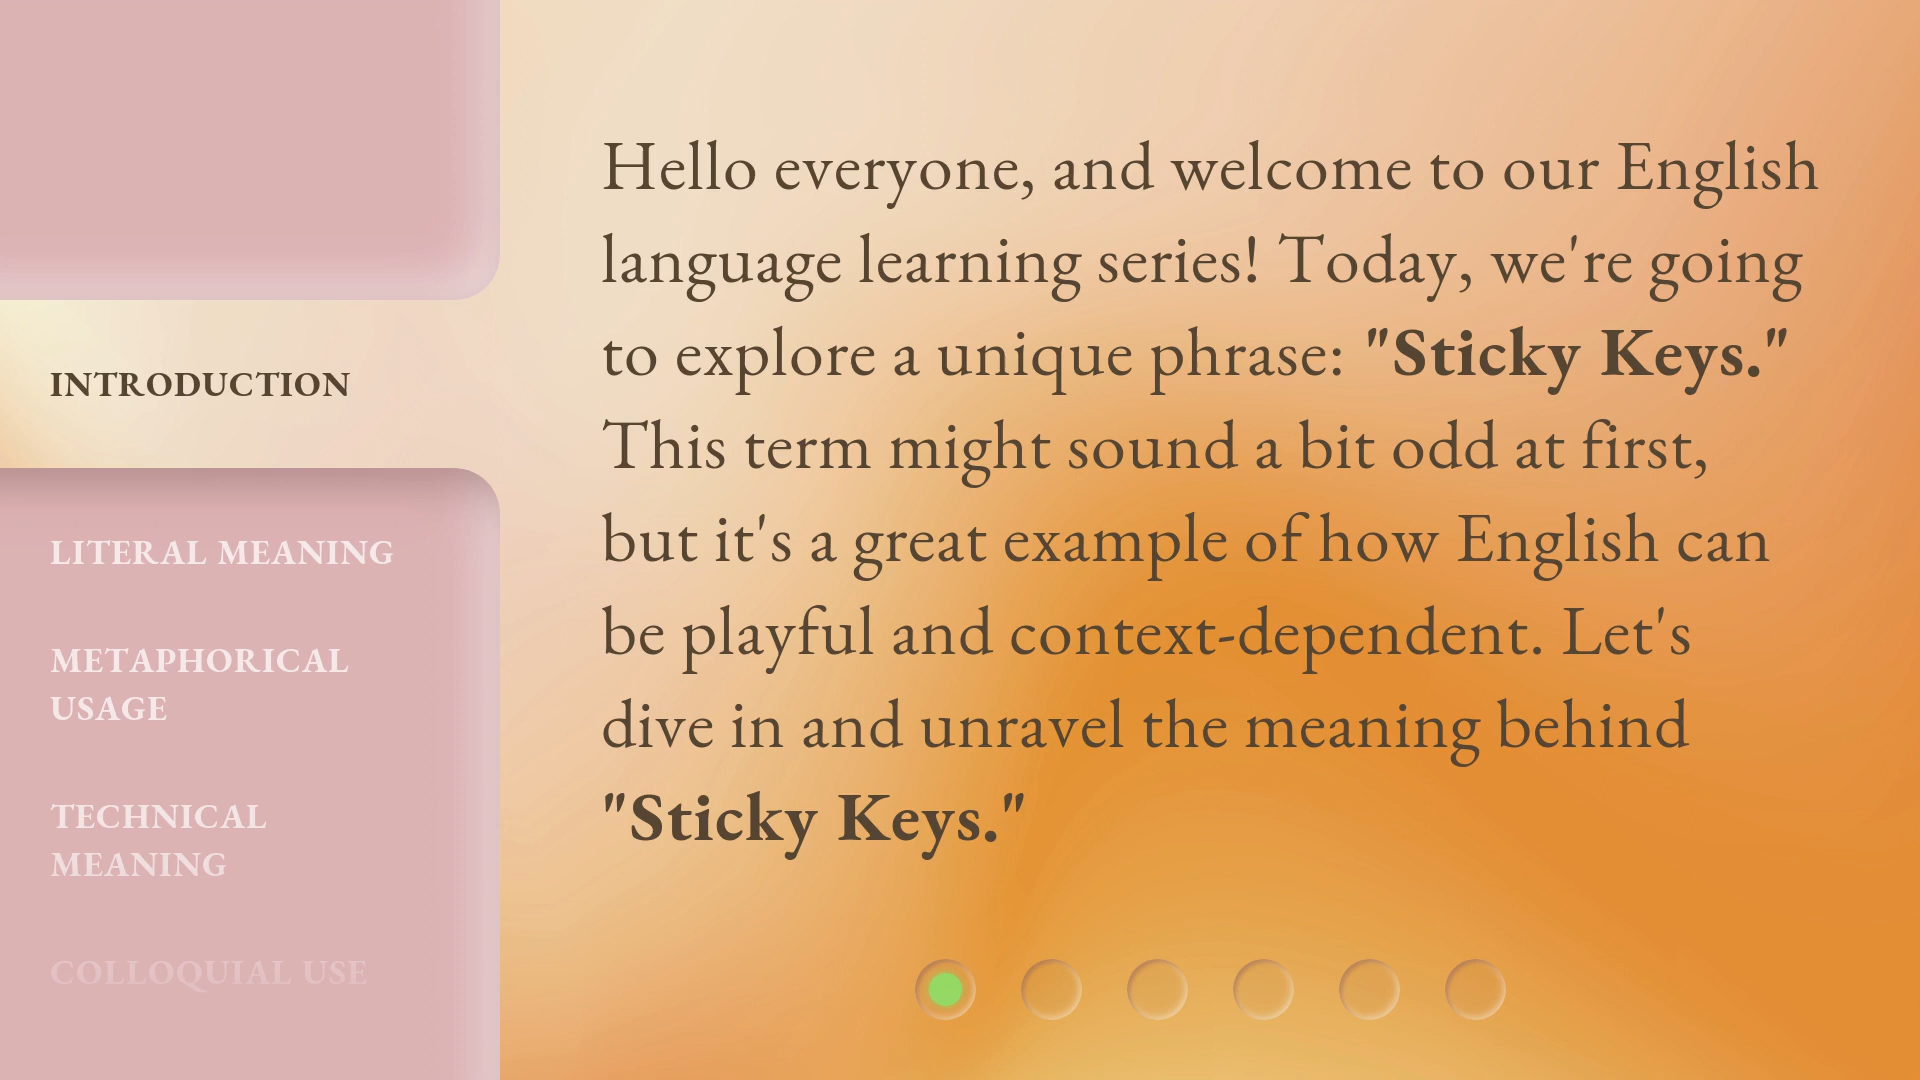 INTRODUCTION
LITERAL MEANING
METAPHORICAL
USAGE
TECHNICAL
MEANING
COLLOQUIAL USE
Hello everyone, and welcome to our English
language learning series! Today, we're going
to explore a unique phrase: "Sticky Keys."
This term might sound a bit odd at first,
but it's a great example of how English can
be playful and context-dependent. Let's
dive in and unravel the meaning behind
"Sticky Keys."